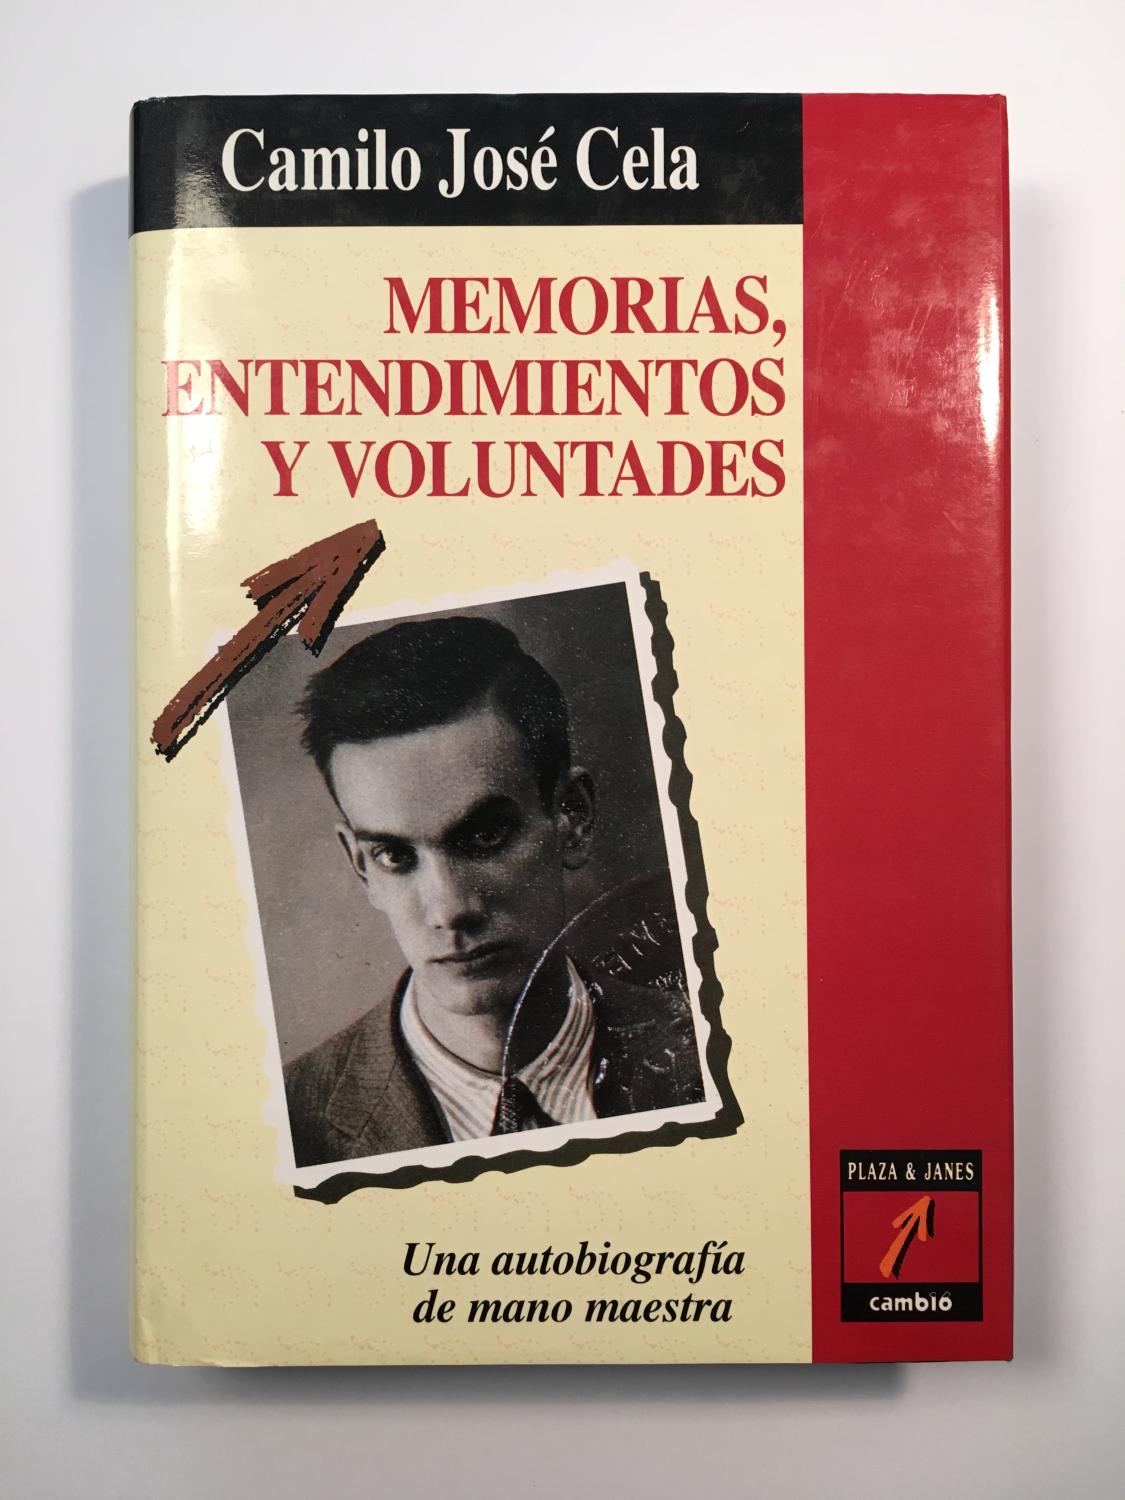 Camilo José Cela
MEMORIAS,
ENTENDIMIENTOS
Y VOLUNTADES
Una autobiografía
de mano maestra
PLAZA & JANES
cambio